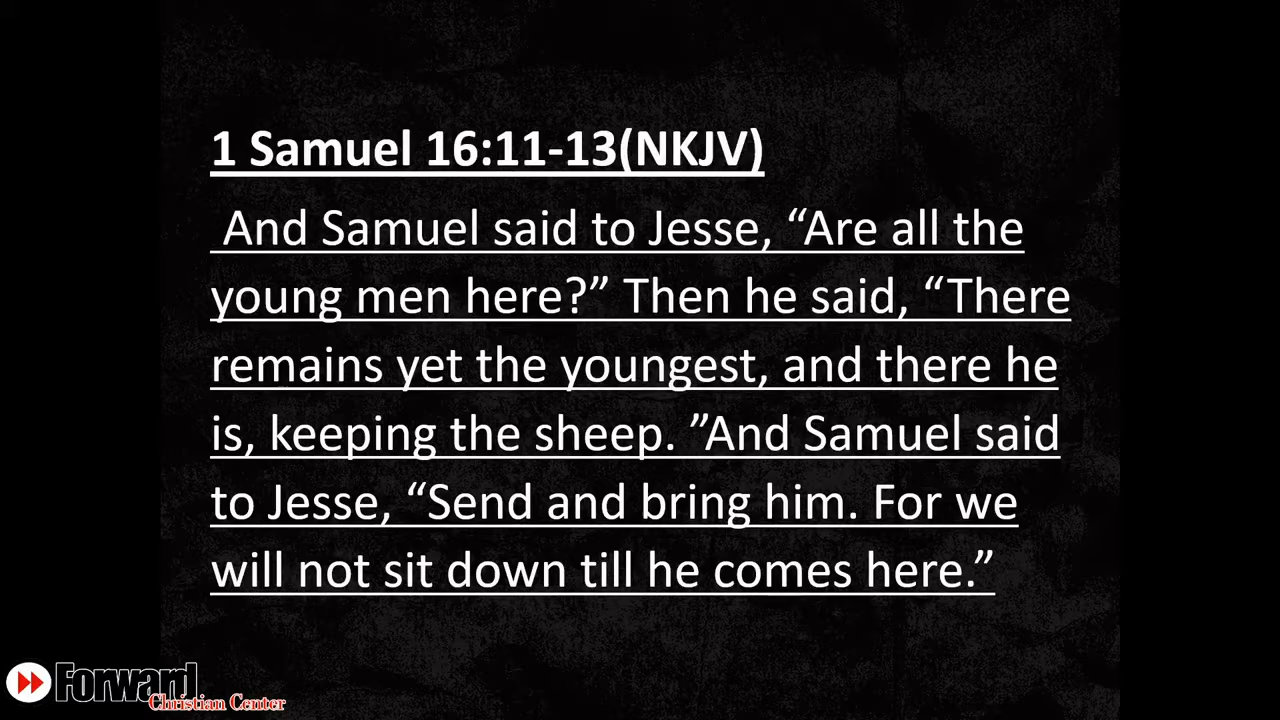 1 Samuel 16:11-13(NKJV)
And Samuel said to Jesse, “Are all the
young men here?” Then he said, “There
remains yet the youngest, and there he
is, keeping the sheep. ”And Samuel said
to Jesse, “Send and bring him. For we
will not sit down till he comes here.”
Forward
Christian Center